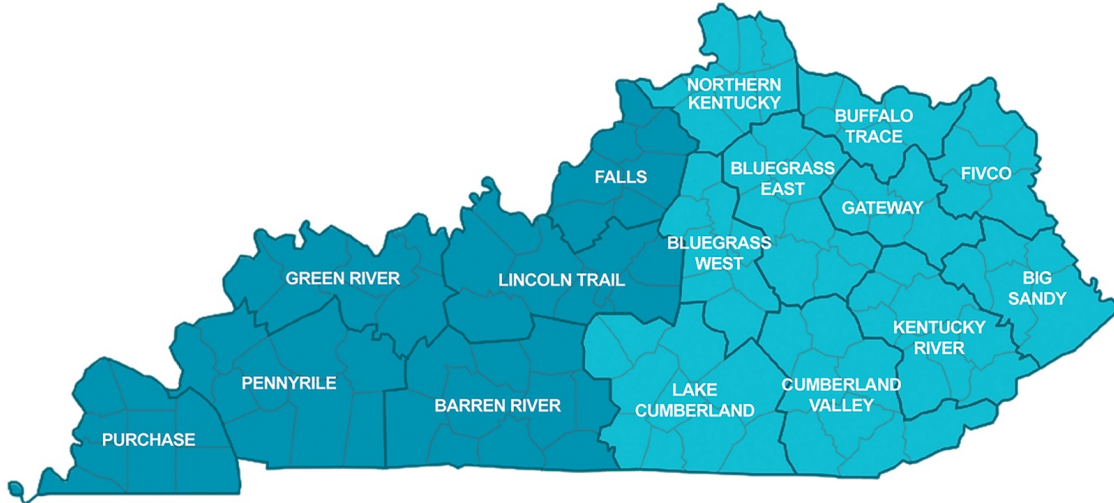 NORTHERN
KENTUCKY
BUFFALO
TRACE
FALLS
BLUEGRASS
EAST
FIVCO
GATEWAY
BLUEGRASS
WEST
GREEN RIVER
LINCOLN TRAIL
BIG
SANDY
KENTUCKY
RIVER
PENNYRILE
BARREN RIVER
LAKE
CUMBERLAND
CUMBERLAND
VALLEY
PURCHASE